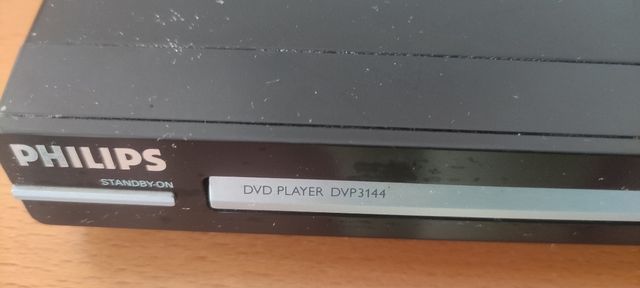 PHILIPS
STANDBY-ON
DVD PLAYER DVP3144